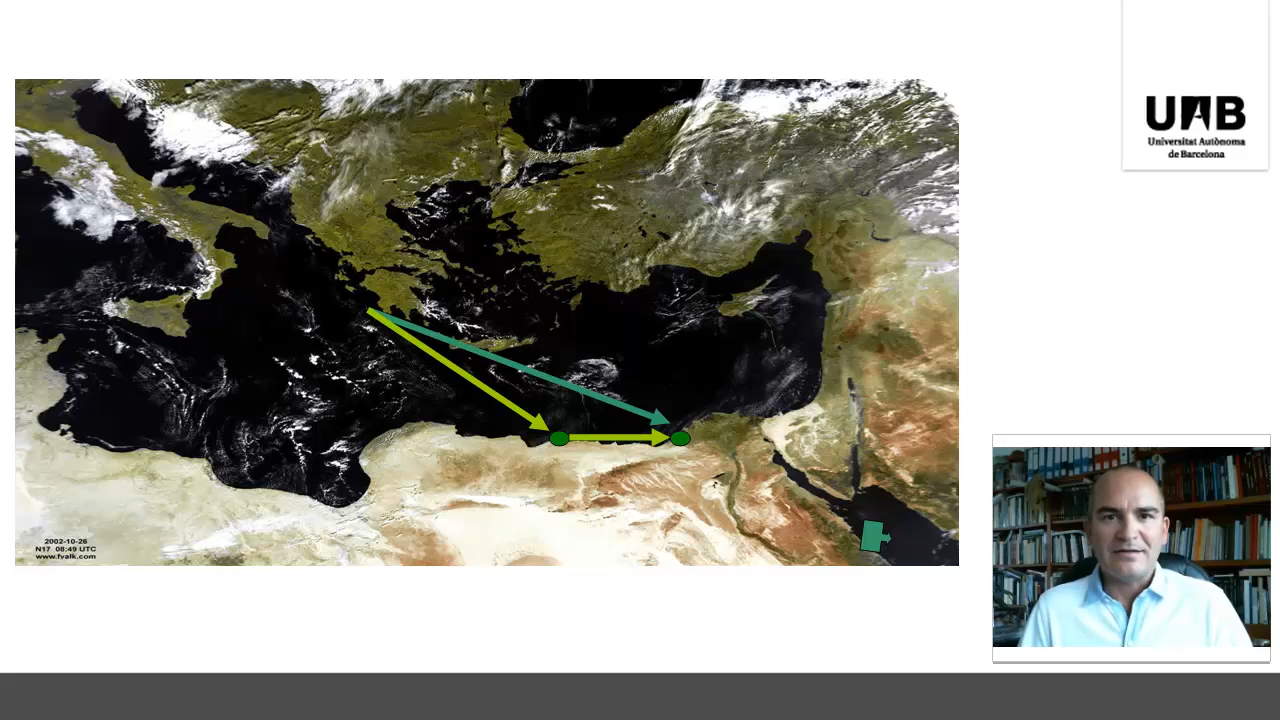 UAB
Universitat Autònoma
de Barcelona
2002-10-26
N17 08:49 UTC
www.fvalk.com